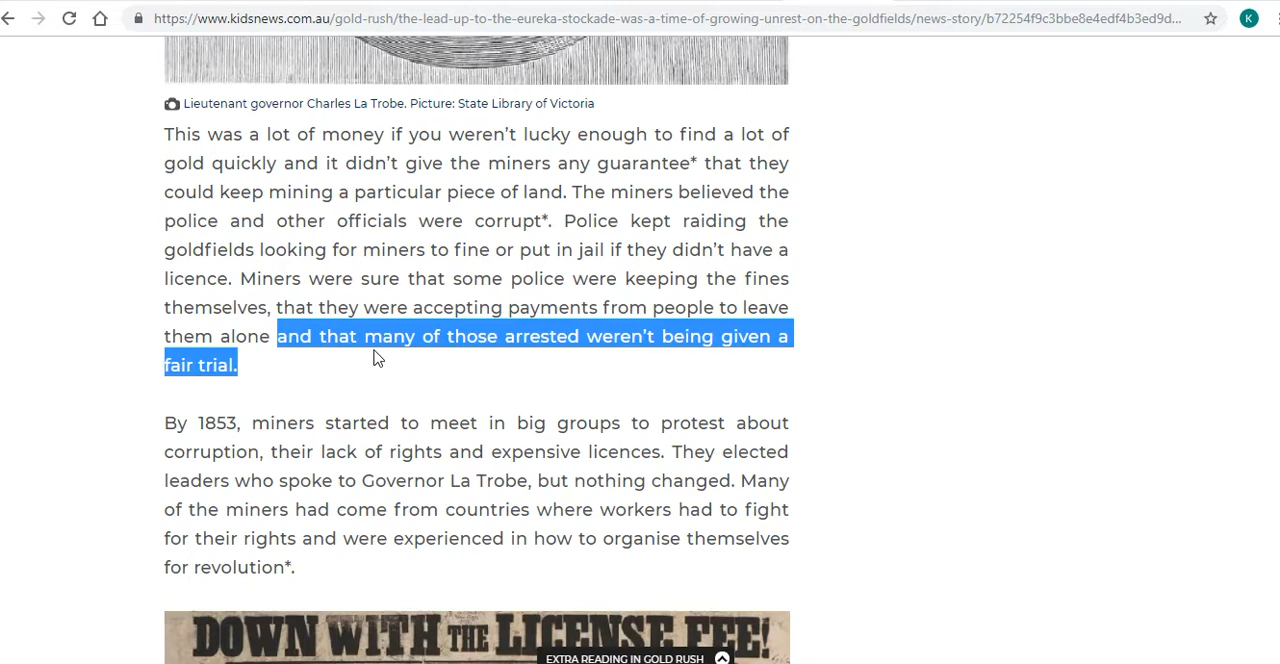 https://www.kidsnews.com.au/gold-rush/the-lead-up-to-the-eureka-stockade-was-a-time-of-growing-unrest-on-the-goldfields/news-story/b72254f9c3bbe8e4edf4b3ed9d...
K
Lieutenant governor Charles La Trobe. Picture: State Library of Victoria
This was a lot of money if you weren’t lucky enough to find a lot of
gold quickly and it didn’t give the miners any guarantee* that they
could keep mining a particular piece of land. The miners believed the
police and other officials were corrupt*. Police kept raiding the
goldfields looking for miners to fine or put in jail if they didn’t have a
licence. Miners were sure that some police were keeping the fines
themselves, that they were accepting payments from people to leave
them alone and that many of those arrested weren’t being given a
fair trial.
By 1853, miners started to meet in big groups to protest about
corruption, their lack of rights and expensive licences. They elected
leaders who spoke to Governor La Trobe, but nothing changed. Many
of the miners had come from countries where workers had to fight
for their rights and were experienced in how to organise themselves
for revolution*.
DOWN WITH THE LICENSE FEE!
EXTRA READING IN GOLD RUSH